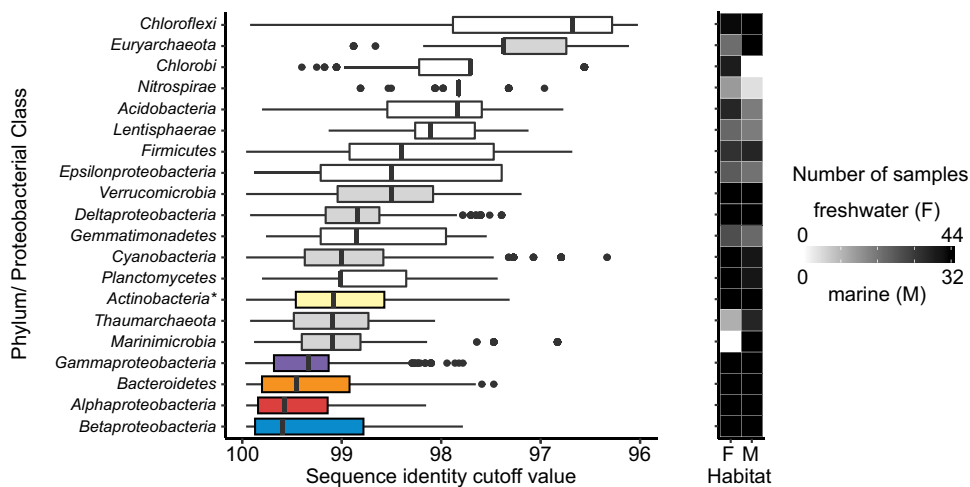 Phylum/ Proteobacterial Class
Chloroflexi
Euryarchaeota
Chlorobi
Nitrospirae
Acidobacteria
Lentisphaerae
Firmicutes
Epsilonproteobacteria
Verrucomicrobia
Deltaproteobacteria
Gemmatimonadetes
Cyanobacteria
Planctomycetes
Actinobacteria*
Thaumarchaeota
Marinimicrobia
Gammaproteobacteria
Bacteroidetes
Alphaproteobacteria
Betaproteobacteria
100 99 98 97 96
Sequence identity cutoff value
F M
Habitat
Number of samples
freshwater (F)
0 44
0 32
marine (M)